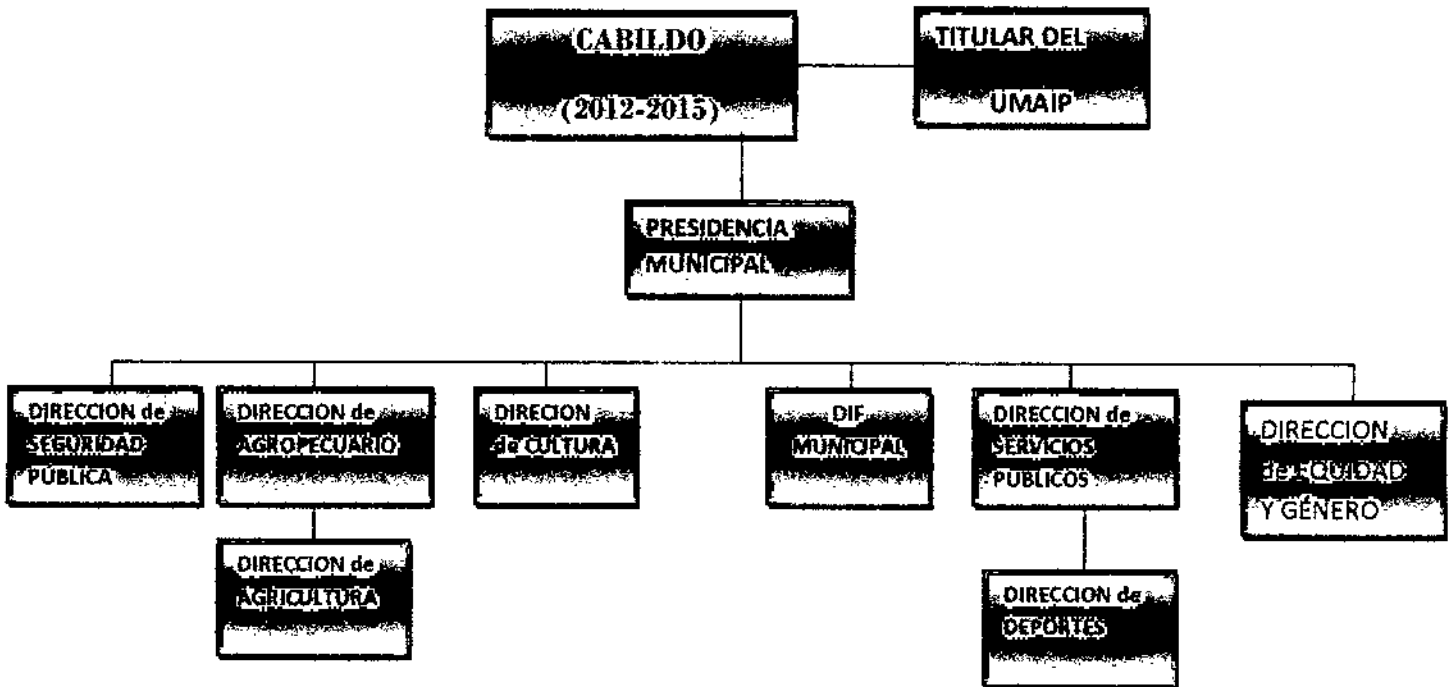 CABILDO
(2012-2015)
TITULAR DEL
UMAIP
PRESIDENCIA
MUNICIPAL
DIRECCION de
SEGURIDAD
PÚBLICA
DIRECCION de
AGROPECUARIO
DIRECION
de CULTURA
DIF
MUNICIPAL
DIRECCION de
SERVICIOS
PUBLICOS
DIRECCION
de EQUIDAD
Y GÉNERO
DIRECCION de
AGRICULTURA
DIRECCION de
DEPORTES